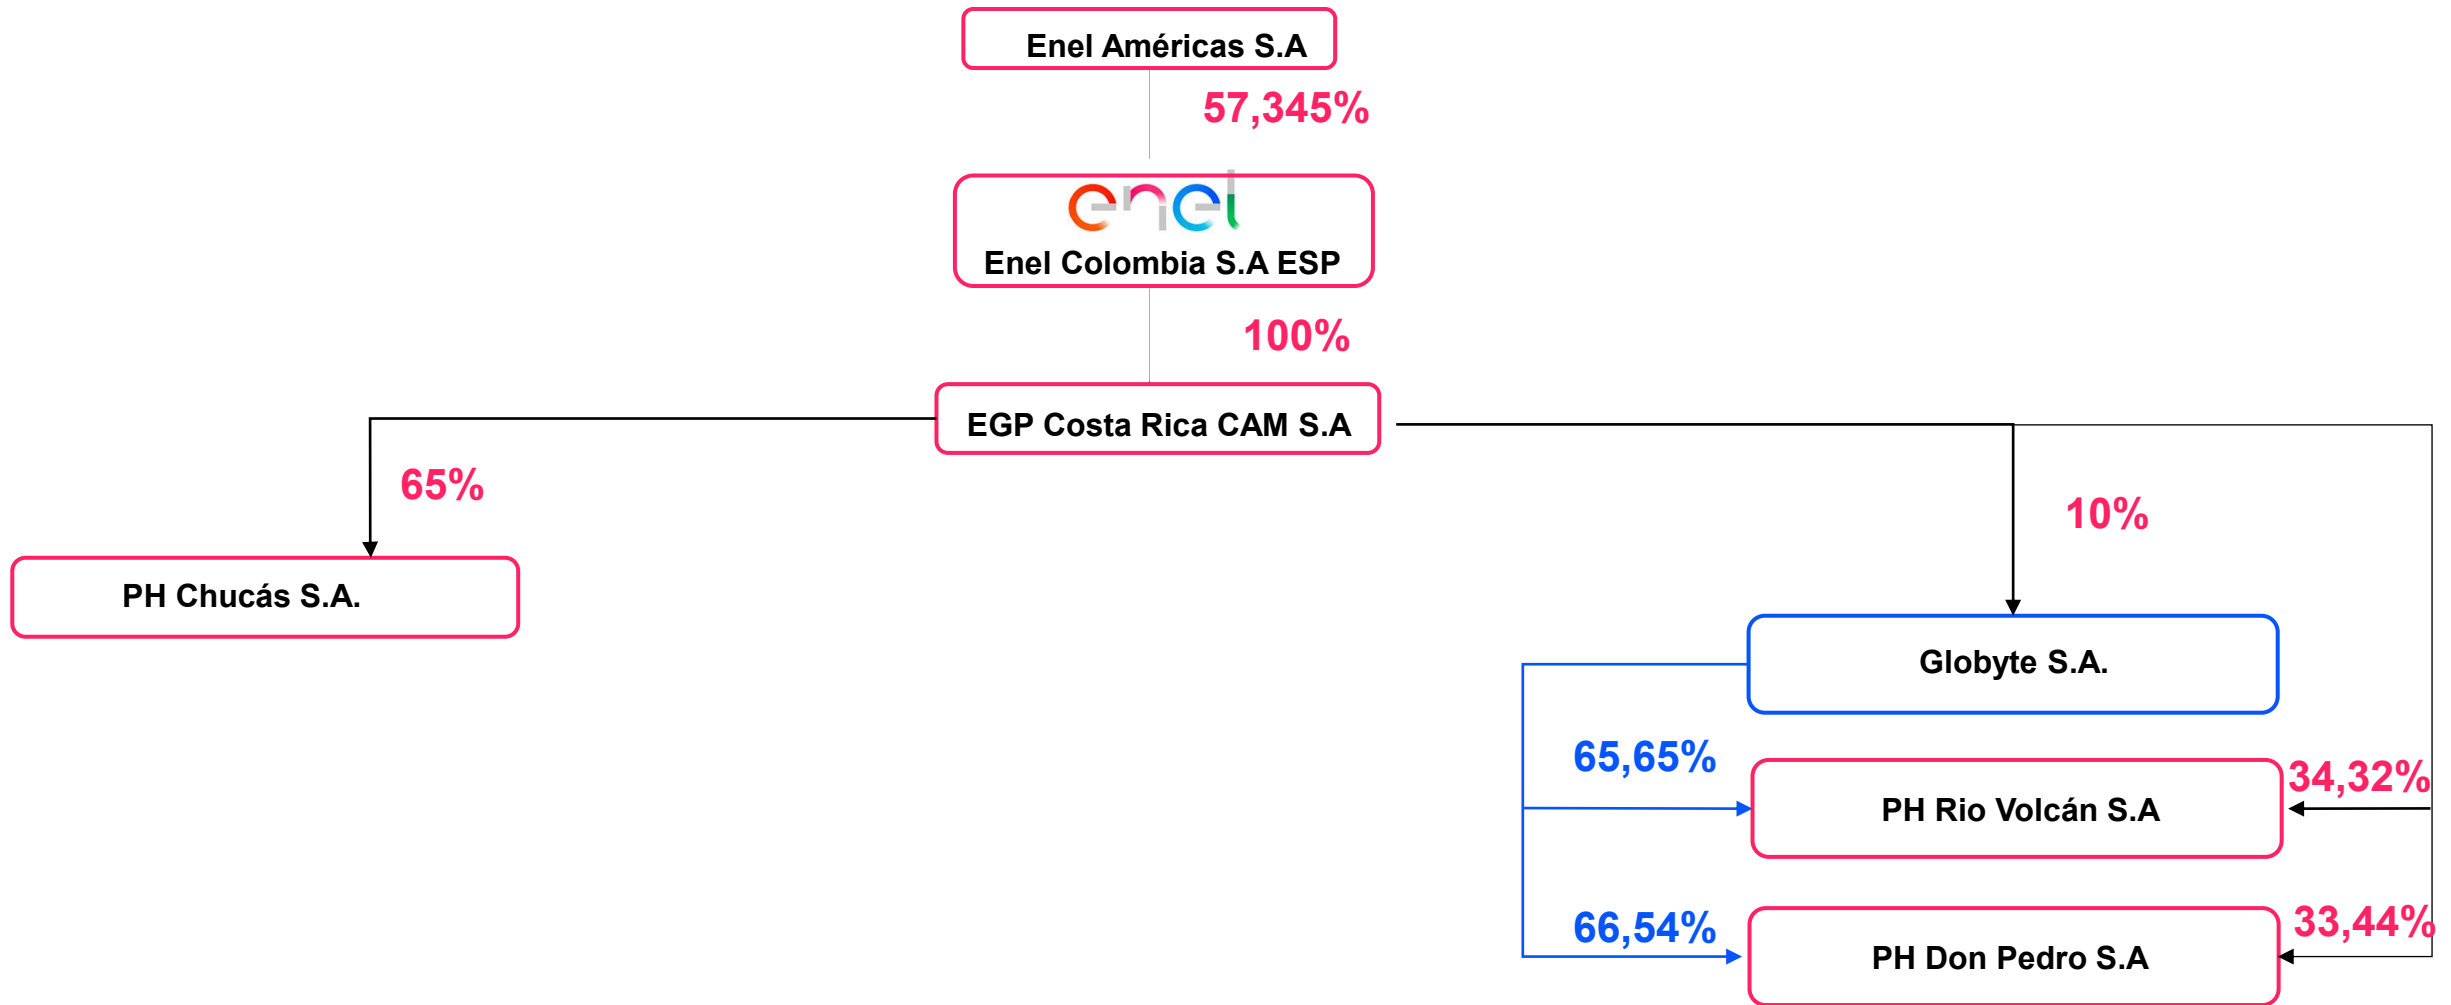 Enel Américas S.A
57,345%
enel
Enel Colombia S.A ESP
100%
EGP Costa Rica CAM S.A
65%
10%
PH Chucás S.A.
Globyte S.A.
65,65%
34,32%
PH Rio Volcán S.A
66,54%
33,44%
PH Don Pedro S.A